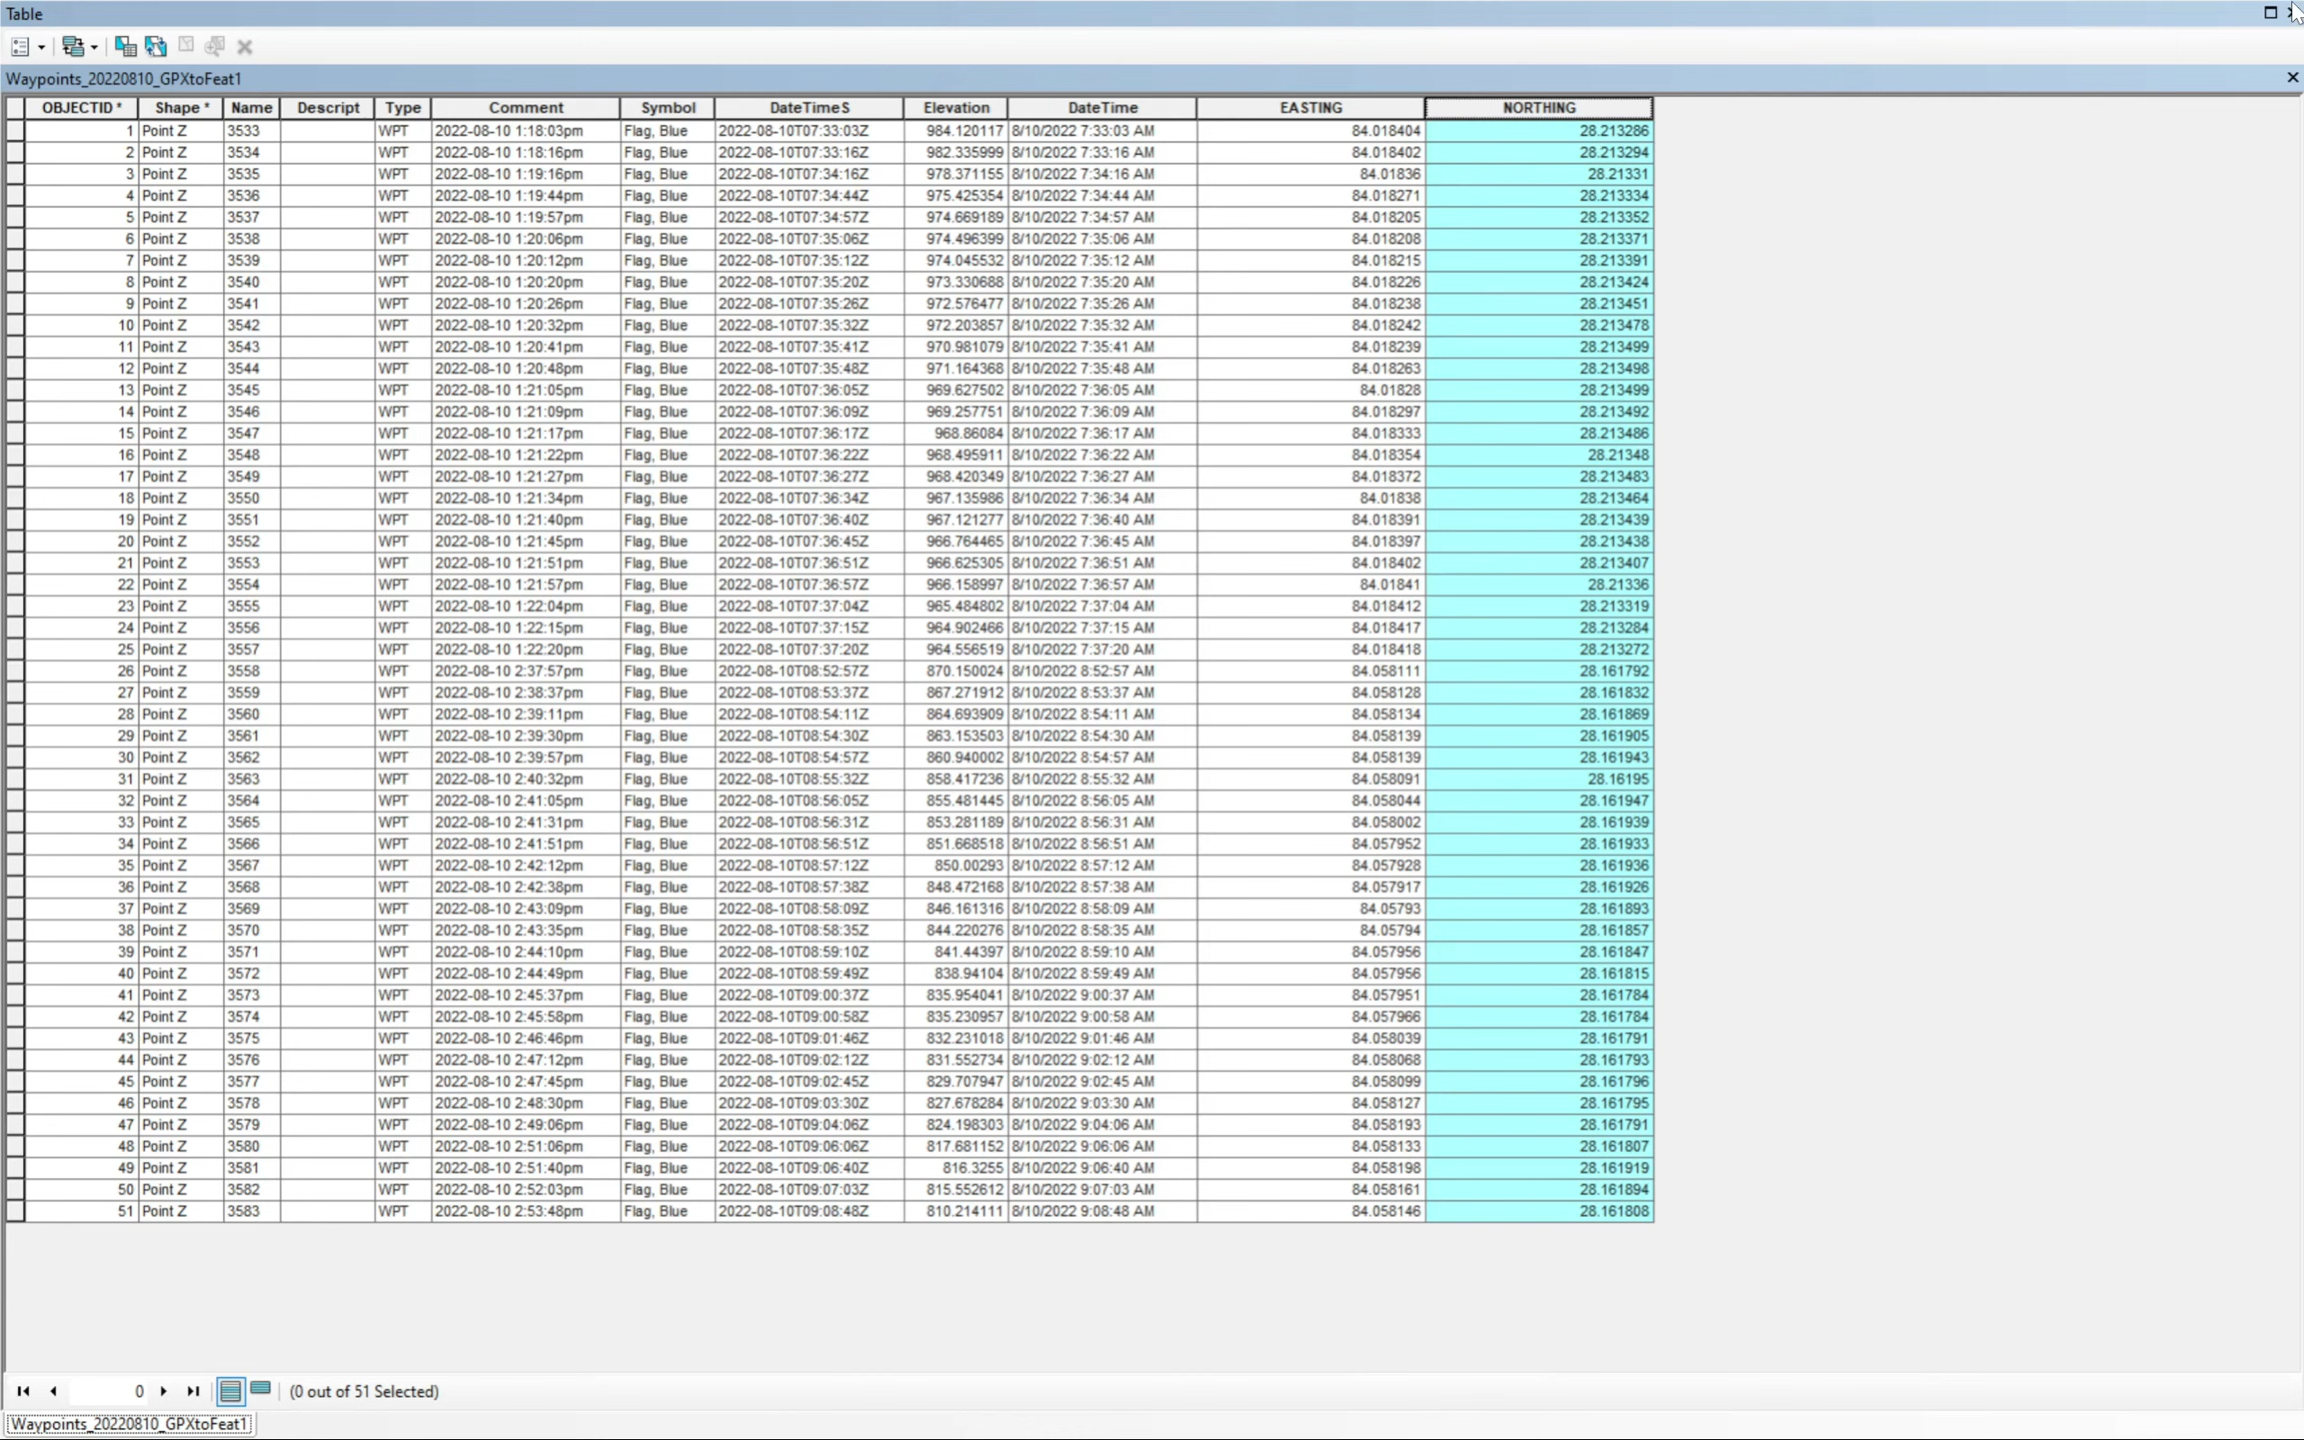 Table
Waypoints_20220810_GPXtoFeat1
OBJECTID * Shape * Name Descript Type Comment Symbol DateTimeS Elevation DateTime EASTING NORTHING
1 Point Z 3533 WPT 2022-08-10 1:18:03pm Flag, Blue 2022-08-10T07:33:03Z 984.120117 8/10/2022 7:33:03 AM 84.018404 28.213286
2 Point Z 3534 WPT 2022-08-10 1:18:16pm Flag, Blue 2022-08-10T07:33:16Z 982.335999 8/10/2022 7:33:16 AM 84.018402 28.213294
3 Point Z 3535 WPT 2022-08-10 1:19:16pm Flag, Blue 2022-08-10T07:34:16Z 978.371155 8/10/2022 7:34:16 AM 84.01836 28.21331
4 Point Z 3536 WPT 2022-08-10 1:19:44pm Flag, Blue 2022-08-10T07:34:44Z 975.425354 8/10/2022 7:34:44 AM 84.018271 28.213334
5 Point Z 3537 WPT 2022-08-10 1:19:57pm Flag, Blue 2022-08-10T07:34:57Z 974.669189 8/10/2022 7:34:57 AM 84.018205 28.213352
6 Point Z 3538 WPT 2022-08-10 1:20:06pm Flag, Blue 2022-08-10T07:35:06Z 974.496399 8/10/2022 7:35:06 AM 84.018208 28.213371
7 Point Z 3539 WPT 2022-08-10 1:20:12pm Flag, Blue 2022-08-10T07:35:12Z 974.045532 8/10/2022 7:35:12 AM 84.018215 28.213391
8 Point Z 3540 WPT 2022-08-10 1:20:20pm Flag, Blue 2022-08-10T07:35:20Z 973.330688 8/10/2022 7:35:20 AM 84.018226 28.213424
9 Point Z 3541 WPT 2022-08-10 1:20:26pm Flag, Blue 2022-08-10T07:35:26Z 972.576477 8/10/2022 7:35:26 AM 84.018238 28.213451
10 Point Z 3542 WPT 2022-08-10 1:20:32pm Flag, Blue 2022-08-10T07:35:32Z 972.203857 8/10/2022 7:35:32 AM 84.018242 28.213478
11 Point Z 3543 WPT 2022-08-10 1:20:41pm Flag, Blue 2022-08-10T07:35:41Z 970.981079 8/10/2022 7:35:41 AM 84.018239 28.213499
12 Point Z 3544 WPT 2022-08-10 1:20:48pm Flag, Blue 2022-08-10T07:35:48Z 971.164368 8/10/2022 7:35:48 AM 84.018263 28.213498
13 Point Z 3545 WPT 2022-08-10 1:21:05pm Flag, Blue 2022-08-10T07:36:05Z 969.627502 8/10/2022 7:36:05 AM 84.01828 28.213499
14 Point Z 3546 WPT 2022-08-10 1:21:09pm Flag, Blue 2022-08-10T07:36:09Z 969.257751 8/10/2022 7:36:09 AM 84.018297 28.213492
15 Point Z 3547 WPT 2022-08-10 1:21:17pm Flag, Blue 2022-08-10T07:36:17Z 968.86084 8/10/2022 7:36:17 AM 84.018333 28.213486
16 Point Z 3548 WPT 2022-08-10 1:21:22pm Flag, Blue 2022-08-10T07:36:22Z 968.495911 8/10/2022 7:36:22 AM 84.018354 28.21348
17 Point Z 3549 WPT 2022-08-10 1:21:27pm Flag, Blue 2022-08-10T07:36:27Z 968.420349 8/10/2022 7:36:27 AM 84.018372 28.213483
18 Point Z 3550 WPT 2022-08-10 1:21:34pm Flag, Blue 2022-08-10T07:36:34Z 967.135986 8/10/2022 7:36:34 AM 84.01838 28.213464
19 Point Z 3551 WPT 2022-08-10 1:21:40pm Flag, Blue 2022-08-10T07:36:40Z 967.121277 8/10/2022 7:36:40 AM 84.018391 28.213439
20 Point Z 3552 WPT 2022-08-10 1:21:45pm Flag, Blue 2022-08-10T07:36:45Z 966.764465 8/10/2022 7:36:45 AM 84.018397 28.213438
21 Point Z 3553 WPT 2022-08-10 1:21:51pm Flag, Blue 2022-08-10T07:36:51Z 966.625305 8/10/2022 7:36:51 AM 84.018402 28.213407
22 Point Z 3554 WPT 2022-08-10 1:21:57pm Flag, Blue 2022-08-10T07:36:57Z 966.158997 8/10/2022 7:36:57 AM 84.01841 28.21336
23 Point Z 3555 WPT 2022-08-10 1:22:04pm Flag, Blue 2022-08-10T07:37:04Z 965.484802 8/10/2022 7:37:04 AM 84.018412 28.213319
24 Point Z 3556 WPT 2022-08-10 1:22:15pm Flag, Blue 2022-08-10T07:37:15Z 964.902466 8/10/2022 7:37:15 AM 84.018417 28.213284
25 Point Z 3557 WPT 2022-08-10 1:22:20pm Flag, Blue 2022-08-10T07:37:20Z 964.556519 8/10/2022 7:37:20 AM 84.018418 28.213272
26 Point Z 3558 WPT 2022-08-10 2:37:57pm Flag, Blue 2022-08-10T08:52:57Z 870.150024 8/10/2022 8:52:57 AM 84.058111 28.161792
27 Point Z 3559 WPT 2022-08-10 2:38:37pm Flag, Blue 2022-08-10T08:53:37Z 867.271912 8/10/2022 8:53:37 AM 84.058128 28.161832
28 Point Z 3560 WPT 2022-08-10 2:39:11pm Flag, Blue 2022-08-10T08:54:11Z 864.693909 8/10/2022 8:54:11 AM 84.058134 28.161869
29 Point Z 3561 WPT 2022-08-10 2:39:30pm Flag, Blue 2022-08-10T08:54:30Z 863.153503 8/10/2022 8:54:30 AM 84.058139 28.161905
30 Point Z 3562 WPT 2022-08-10 2:39:57pm Flag, Blue 2022-08-10T08:54:57Z 860.940002 8/10/2022 8:54:57 AM 84.058139 28.161943
31 Point Z 3563 WPT 2022-08-10 2:40:32pm Flag, Blue 2022-08-10T08:55:32Z 858.417236 8/10/2022 8:55:32 AM 84.058091 28.16195
32 Point Z 3564 WPT 2022-08-10 2:41:05pm Flag, Blue 2022-08-10T08:56:05Z 855.481445 8/10/2022 8:56:05 AM 84.058044 28.161947
33 Point Z 3565 WPT 2022-08-10 2:41:31pm Flag, Blue 2022-08-10T08:56:31Z 853.281189 8/10/2022 8:56:31 AM 84.058002 28.161939
34 Point Z 3566 WPT 2022-08-10 2:41:51pm Flag, Blue 2022-08-10T08:56:51Z 851.668518 8/10/2022 8:56:51 AM 84.057952 28.161933
35 Point Z 3567 WPT 2022-08-10 2:42:12pm Flag, Blue 2022-08-10T08:57:12Z 850.00293 8/10/2022 8:57:12 AM 84.057928 28.161936
36 Point Z 3568 WPT 2022-08-10 2:42:38pm Flag, Blue 2022-08-10T08:57:38Z 848.472168 8/10/2022 8:57:38 AM 84.057917 28.161926
37 Point Z 3569 WPT 2022-08-10 2:43:09pm Flag, Blue 2022-08-10T08:58:09Z 846.161316 8/10/2022 8:58:09 AM 84.05793 28.161893
38 Point Z 3570 WPT 2022-08-10 2:43:35pm Flag, Blue 2022-08-10T08:58:35Z 844.220276 8/10/2022 8:58:35 AM 84.05794 28.161857
39 Point Z 3571 WPT 2022-08-10 2:44:10pm Flag, Blue 2022-08-10T08:59:10Z 841.44397 8/10/2022 8:59:10 AM 84.057956 28.161847
40 Point Z 3572 WPT 2022-08-10 2:44:49pm Flag, Blue 2022-08-10T08:59:49Z 838.94104 8/10/2022 8:59:49 AM 84.057956 28.161815
41 Point Z 3573 WPT 2022-08-10 2:45:37pm Flag, Blue 2022-08-10T09:00:37Z 835.954041 8/10/2022 9:00:37 AM 84.057951 28.161784
42 Point Z 3574 WPT 2022-08-10 2:45:58pm Flag, Blue 2022-08-10T09:00:58Z 835.230957 8/10/2022 9:00:58 AM 84.057966 28.161784
43 Point Z 3575 WPT 2022-08-10 2:46:46pm Flag, Blue 2022-08-10T09:01:46Z 832.231018 8/10/2022 9:01:46 AM 84.058039 28.161791
44 Point Z 3576 WPT 2022-08-10 2:47:12pm Flag, Blue 2022-08-10T09:02:12Z 831.552734 8/10/2022 9:02:12 AM 84.058068 28.161793
45 Point Z 3577 WPT 2022-08-10 2:47:45pm Flag, Blue 2022-08-10T09:02:45Z 829.707947 8/10/2022 9:02:45 AM 84.058099 28.161796
46 Point Z 3578 WPT 2022-08-10 2:48:30pm Flag, Blue 2022-08-10T09:03:30Z 827.678284 8/10/2022 9:03:30 AM 84.058127 28.161795
47 Point Z 3579 WPT 2022-08-10 2:49:06pm Flag, Blue 2022-08-10T09:04:06Z 824.198303 8/10/2022 9:04:06 AM 84.058193 28.161791
48 Point Z 3580 WPT 2022-08-10 2:51:06pm Flag, Blue 2022-08-10T09:06:06Z 817.681152 8/10/2022 9:06:06 AM 84.058133 28.161807
49 Point Z 3581 WPT 2022-08-10 2:51:40pm Flag, Blue 2022-08-10T09:06:40Z 816.3255 8/10/2022 9:06:40 AM 84.058198 28.161919
50 Point Z 3582 WPT 2022-08-10 2:52:03pm Flag, Blue 2022-08-10T09:07:03Z 815.552612 8/10/2022 9:07:03 AM 84.058161 28.161894
51 Point Z 3583 WPT 2022-08-10 2:53:48pm Flag, Blue 2022-08-10T09:08:48Z 810.214111 8/10/2022 9:08:48 AM 84.058146 28.161808
0 (0 out of 51 Selected)
Waypoints_20220810_GPXtoFeat1